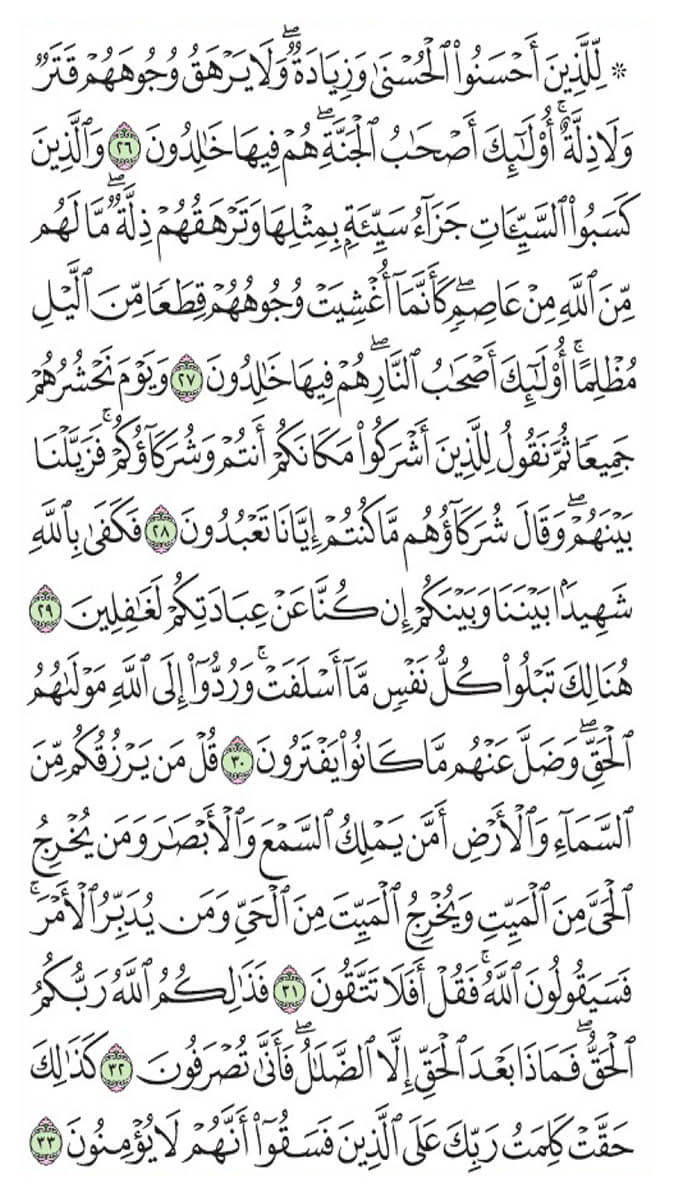 ۞ لِّلَّذِينَ أَحْسَنُوا۟ ٱلْحُسْنَىٰ وَزِيَادَةٌ ۖ وَلَا يَرْهَقُ وُجُوهَهُمْ قَتَرٌ
وَلَا ذِلَّةٌ ۚ أُو۟لَـٰٓئِكَ أَصْحَـٰبُ ٱلْجَنَّةِ ۖ هُمْ فِيهَا خَـٰلِدُونَ ٢٦ وَٱلَّذِينَ
كَسَبُوا۟ ٱلسَّيِّـَٔاتِ جَزَآءُ سَيِّئَةٍۭ بِمِثْلِهَا وَتَرْهَقُهُمْ ذِلَّةٌ ۖ مَّا لَهُم
مِّنَ ٱللَّهِ مِنْ عَاصِمٍ ۖ كَأَنَّمَآ أُغْشِيَتْ وُجُوهُهُمْ قِطَعًا مِّنَ ٱلَّيْلِ
مُظْلِمًا ۚ أُو۟لَـٰٓئِكَ أَصْحَـٰبُ ٱلنَّارِ ۖ هُمْ فِيهَا خَـٰلِدُونَ ٢٧ وَيَوْمَ نَحْشُرُهُمْ
جَمِيعًا ثُمَّ نَقُولُ لِلَّذِينَ أَشْرَكُوا۟ مَكَانَكُمْ أَنتُمْ وَشُرَكَآؤُكُمْ ۚ فَزَيَّلْنَا
بَيْنَهُمْ ۖ وَقَالَ شُرَكَآؤُهُم مَّا كُنتُمْ إِيَّانَا تَعْبُدُونَ ٢٨ فَكَفَىٰ بِٱللَّهِ
شَهِيدًۢا بَيْنَنَا وَبَيْنَكُمْ إِن كُنَّا عَنْ عِبَادَتِكُمْ لَغَـٰفِلِينَ ٢٩
هُنَالِكَ تَبْلُوا۟ كُلُّ نَفْسٍ مَّآ أَسْلَفَتْ ۚ وَرُدُّوٓا۟ إِلَى ٱللَّهِ مَوْلَىٰهُمُ
ٱلْحَقِّ ۖ وَضَلَّ عَنْهُم مَّا كَانُوا۟ يَفْتَرُونَ ٣٠ قُلْ مَن يَرْزُقُكُم مِّنَ
ٱلسَّمَآءِ وَٱلْأَرْضِ أَمَّن يَمْلِكُ ٱلسَّمْعَ وَٱلْأَبْصَـٰرَ وَمَن يُخْرِجُ
ٱلْحَىَّ مِنَ ٱلْمَيِّتِ وَيُخْرِجُ ٱلْمَيِّتَ مِنَ ٱلْحَىِّ وَمَن يُدَبِّرُ ٱلْأَمْرَ ۚ
فَسَيَقُولُونَ ٱللَّهُ ۚ فَقُلْ أَفَلَا تَتَّقُونَ ٣١ فَذَٰلِكُمُ ٱللَّهُ رَبُّكُمُ
ٱلْحَقُّ ۖ فَمَاذَا بَعْدَ ٱلْحَقِّ إِلَّا ٱلضَّلَـٰلُ ۖ فَأَنَّىٰ تُصْرَفُونَ ٣٢ كَذَٰلِكَ
حَقَّتْ كَلِمَتُ رَبِّكَ عَلَى ٱلَّذِينَ فَسَقُوٓا۟ أَنَّهُمْ لَا يُؤْمِنُونَ ٣٣